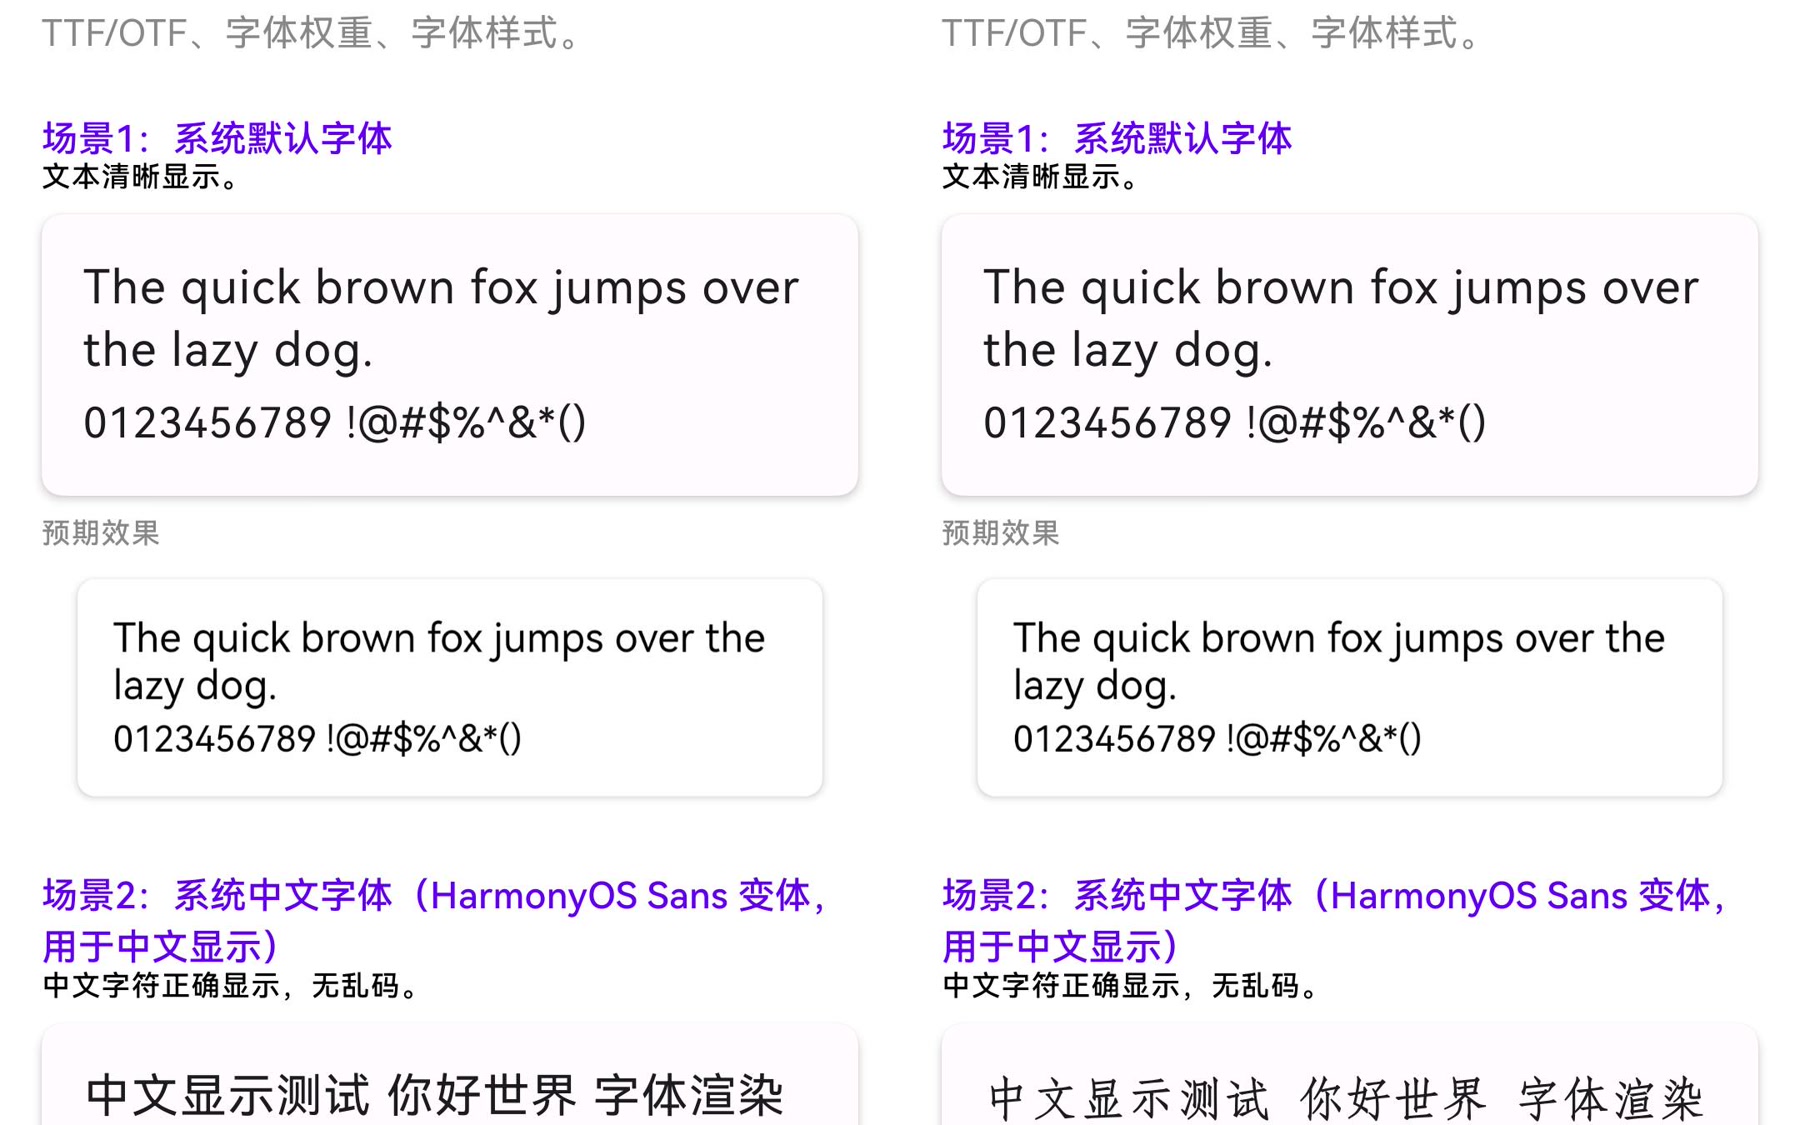 TTF/OTF、字体权重、字体样式。
场景1：系统默认字体
文本清晰显示。
The quick brown fox jumps over
the lazy dog.
0123456789 !@#$%^&*()
预期效果
The quick brown fox jumps over the
lazy dog.
0123456789 !@#$%^&*()
场景2：系统中文字体（HarmonyOS Sans 变体，
用于中文显示）
中文字符正确显示，无乱码。
中文显示测试 你好世界 字体渲染
TTF/OTF、字体权重、字体样式。
场景1：系统默认字体
文本清晰显示。
The quick brown fox jumps over
the lazy dog.
0123456789 !@#$%^&*()
预期效果
The quick brown fox jumps over the
lazy dog.
0123456789 !@#$%^&*()
场景2：系统中文字体（HarmonyOS Sans 变体，
用于中文显示）
中文字符正确显示，无乱码。
中文显示测试 你好世界 字体渲染